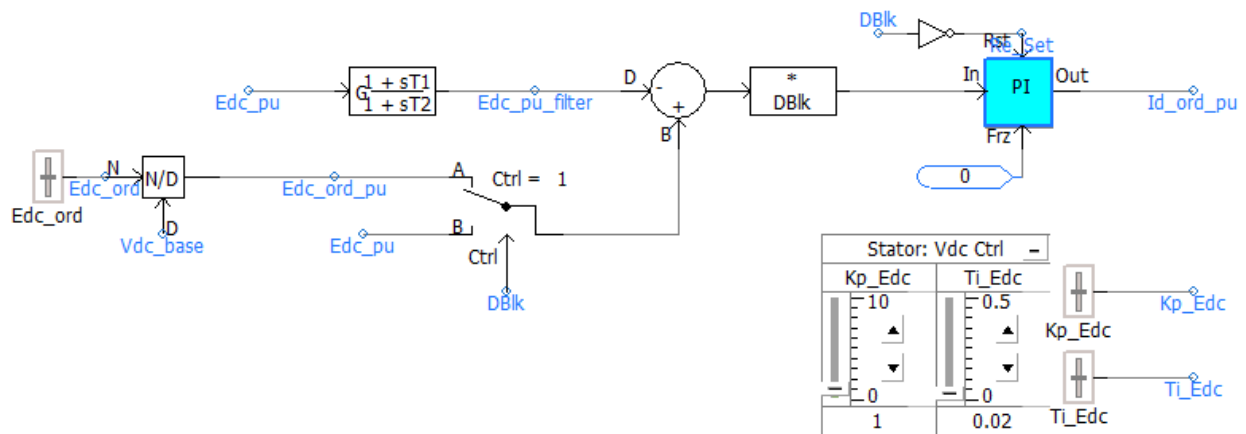 DBlk
Rst
Re_Set
In
PI
Out
Frz
Id_ord_pu
0
Edc_pu
G
1 + sT1
1 + sT2
Edc_pu_filter
D
-
+
B
*
DBlk
Edc_ord
N
Edc_ord
N/D
D
Vdc_base
Edc_ord_pu
A
Ctrl = 1
B
Edc_pu
Ctrl
DBlk
Stator: Vdc Ctrl
Kp_Edc
Ti_Edc
10
0.5
0
0
1
0.02
Kp_Edc
Kp_Edc
Ti_Edc
Ti_Edc